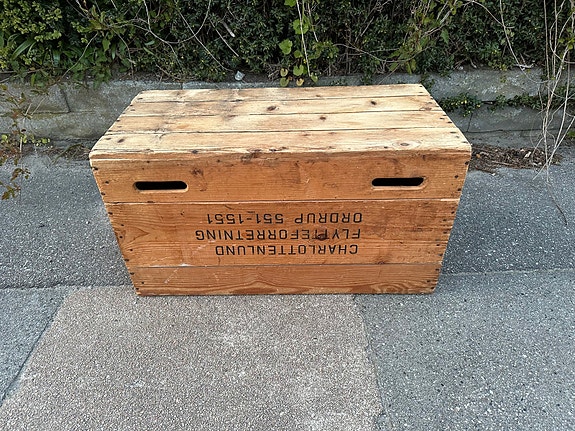 CHARLOTTENLUND
FLYTTEFORRETNING
ORDRUP 551-1551